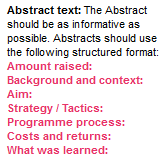 Abstract text: The Abstract
should be as informative as
possible. Abstracts should use
the following structured format:
Amount raised:
Background and context:
Aim:
Strategy / Tactics:
Programme process:
Costs and returns:
What was learned: